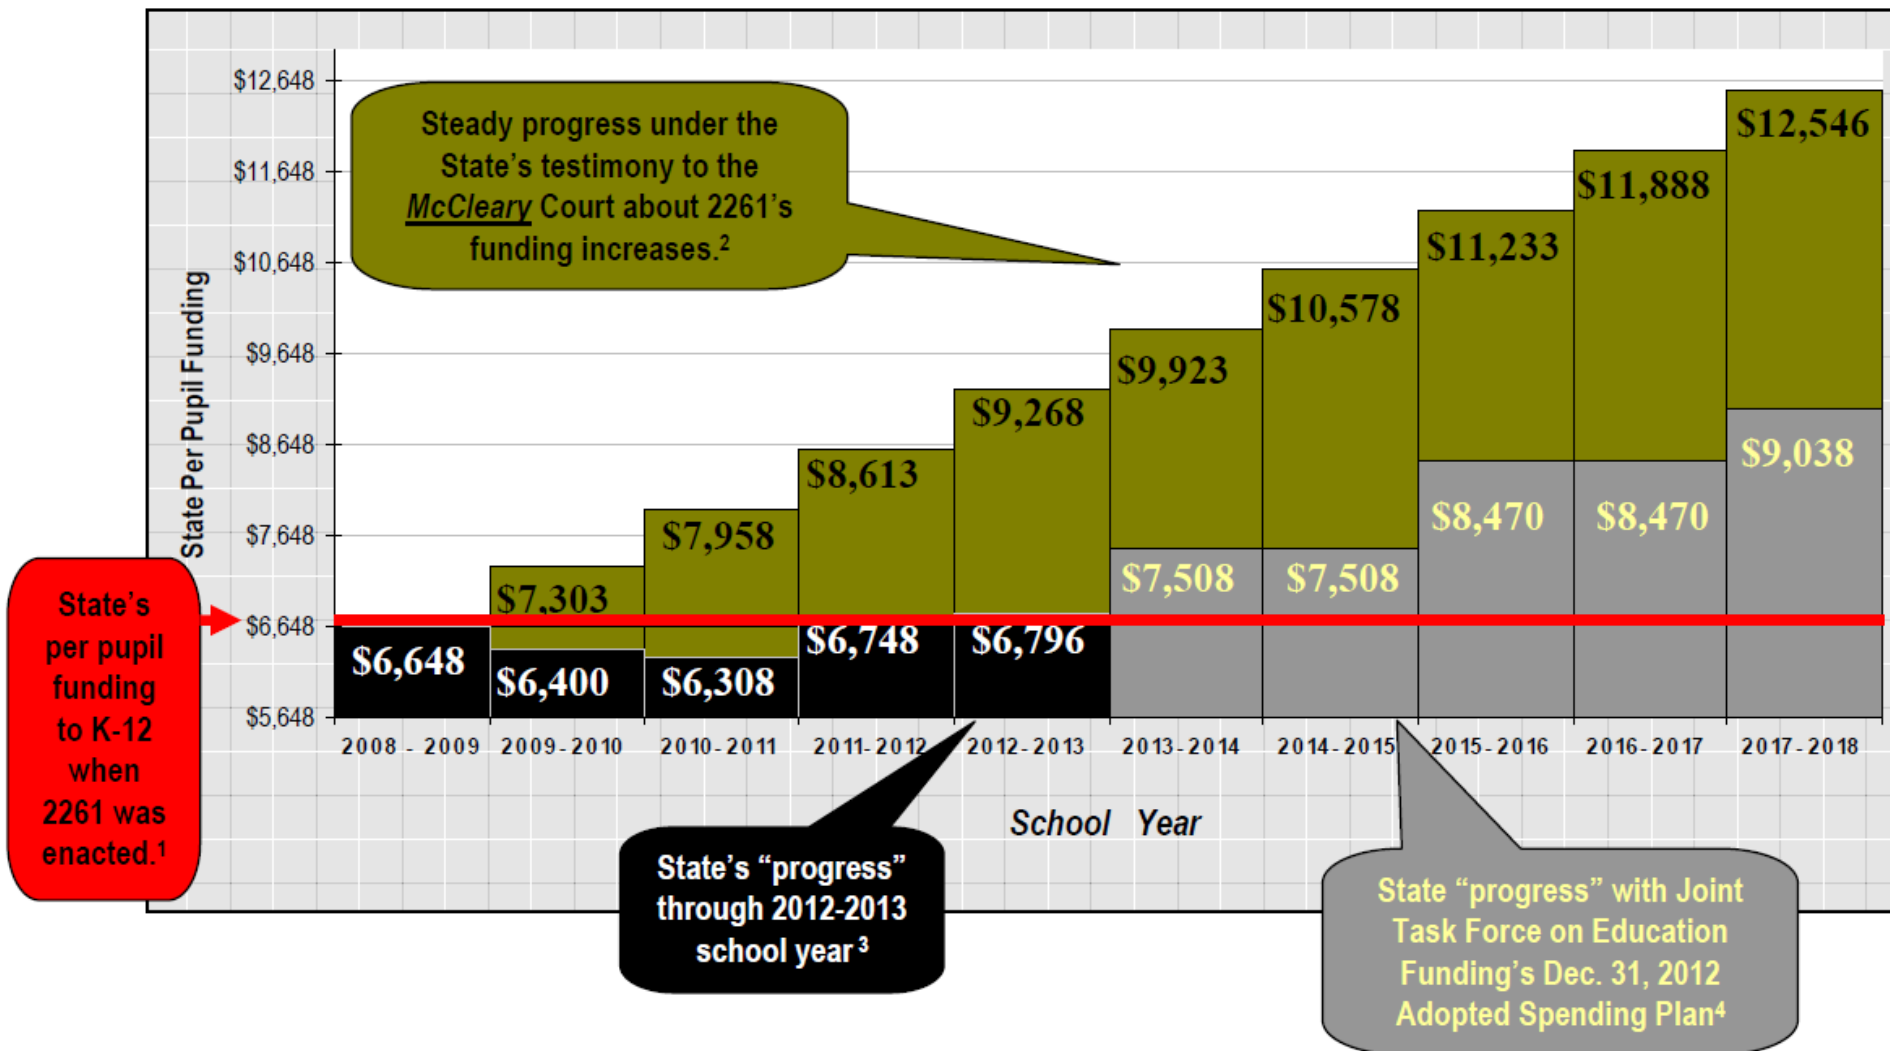 $12,648
$11,648
$10,648
$9,648
$8,648
$7,648
$6,648
$5,648
State Per Pupil Funding
Steady progress under the
State’s testimony to the
McCleary Court about 2261’s
funding increases.2
$7,303
$7,958
$8,613
$9,268
$9,923
$10,578
$11,233
$11,888
$12,546
$6,648
$6,400
$6,308
$6,748
$6,796
$7,508
$7,508
$8,470
$8,470
$9,038
2008 - 2009
2009-2010
2010-2011
2011-2012
2012-2013
2013-2014
2014-2015
2015-2016
2016-2017
2017-2018
School Year
State’s
per pupil
funding
to K-12
when
2261 was
enacted.1
State’s “progress”
through 2012-2013
school year 3
State “progress” with Joint
Task Force on Education
Funding’s Dec. 31, 2012
Adopted Spending Plan4